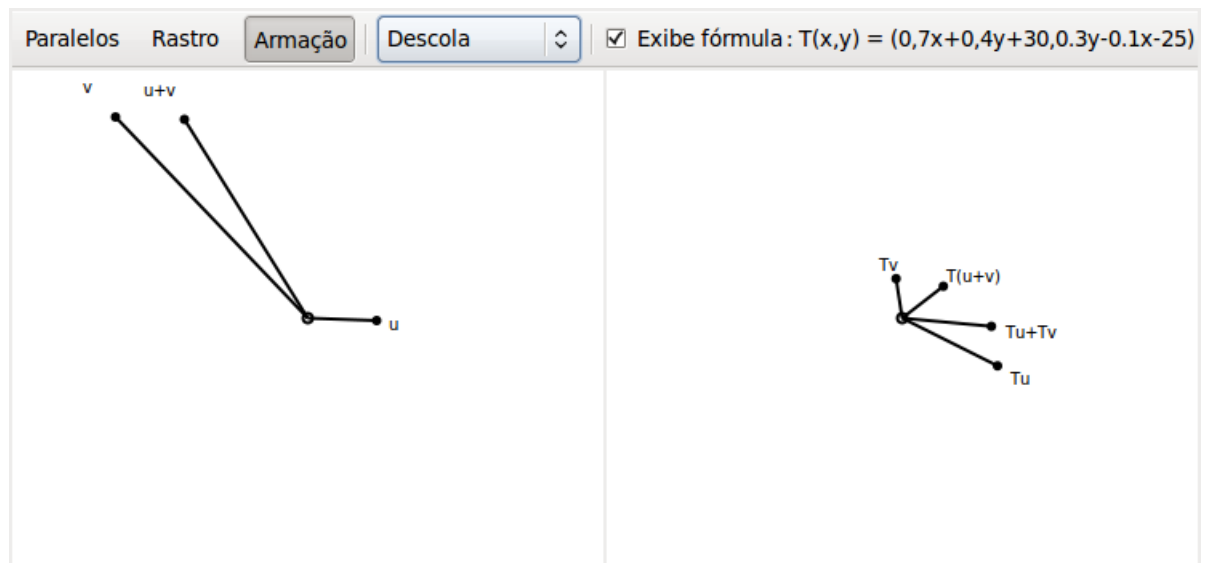 Paralelos Rastro Armação Descola Exibe fórmula : T(x,y) = (0,7x+0,4y+30,0.3y-0.1x-25)
v u+v
u
Tv
T(u+v)
Tu+Tv
Tu